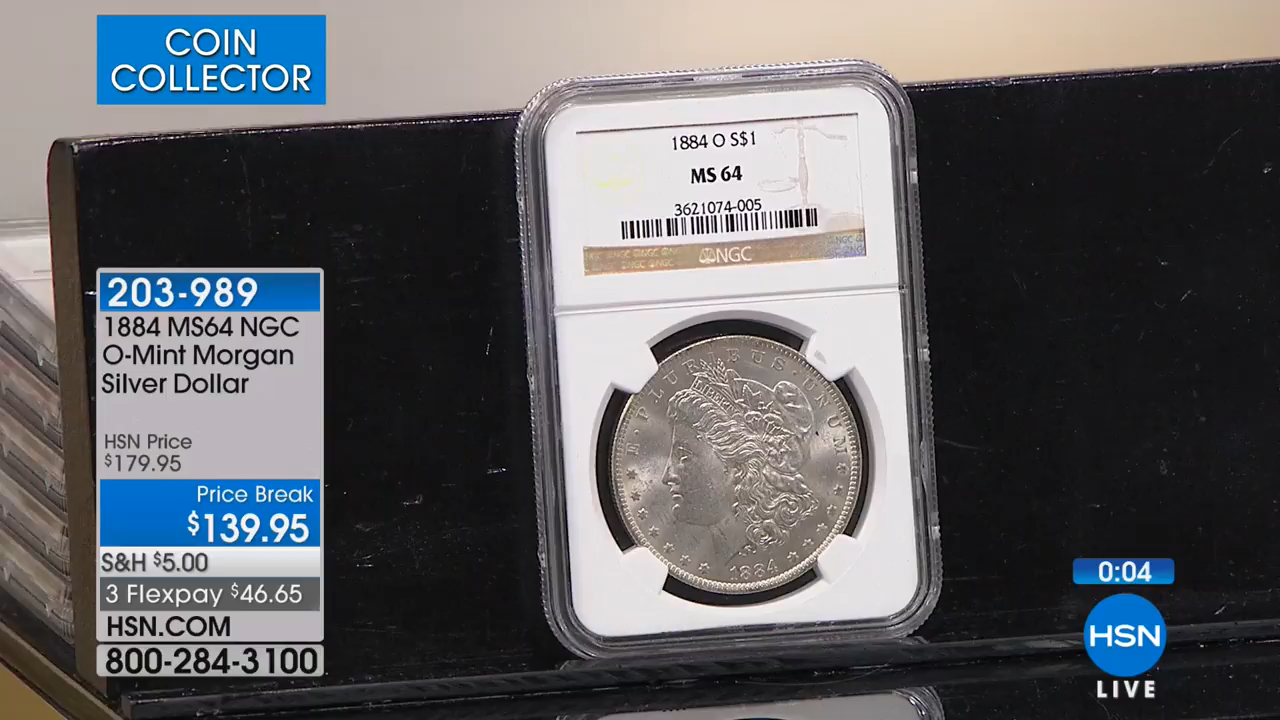 COIN
COLLECTOR
1884 O S$1
MS 64
3621074-005
NGC
E·PLURIBUS·UNUM
LIBERTY
1884
203-989
1884 MS64 NGC
O-Mint Morgan
Silver Dollar
HSN Price
$179.95
Price Break
$139.95
S&H $5.00
3 Flexpay $46.65
HSN.COM
800-284-3100
0:04
HSN
LIVE